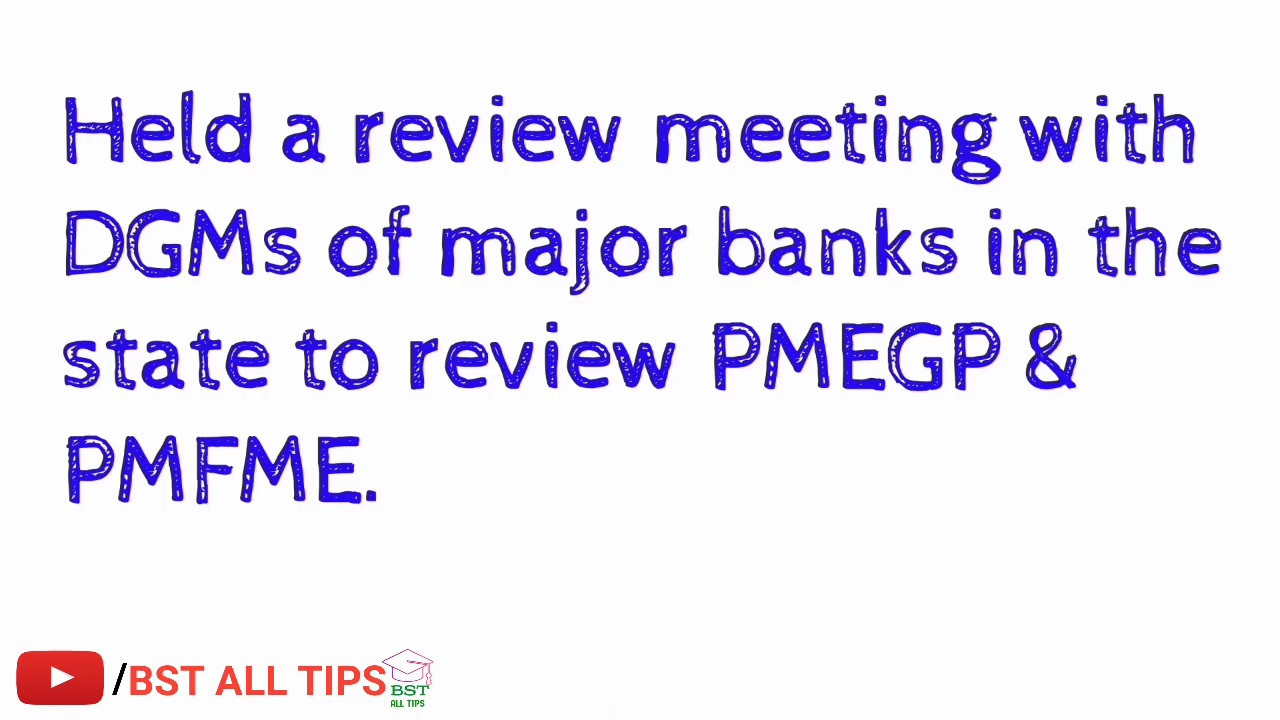 Held a review meeting with
DGMs of major banks in the
state to review PMEGP &
PMFME.
/BST ALL TIPS
BST
ALL TIPS